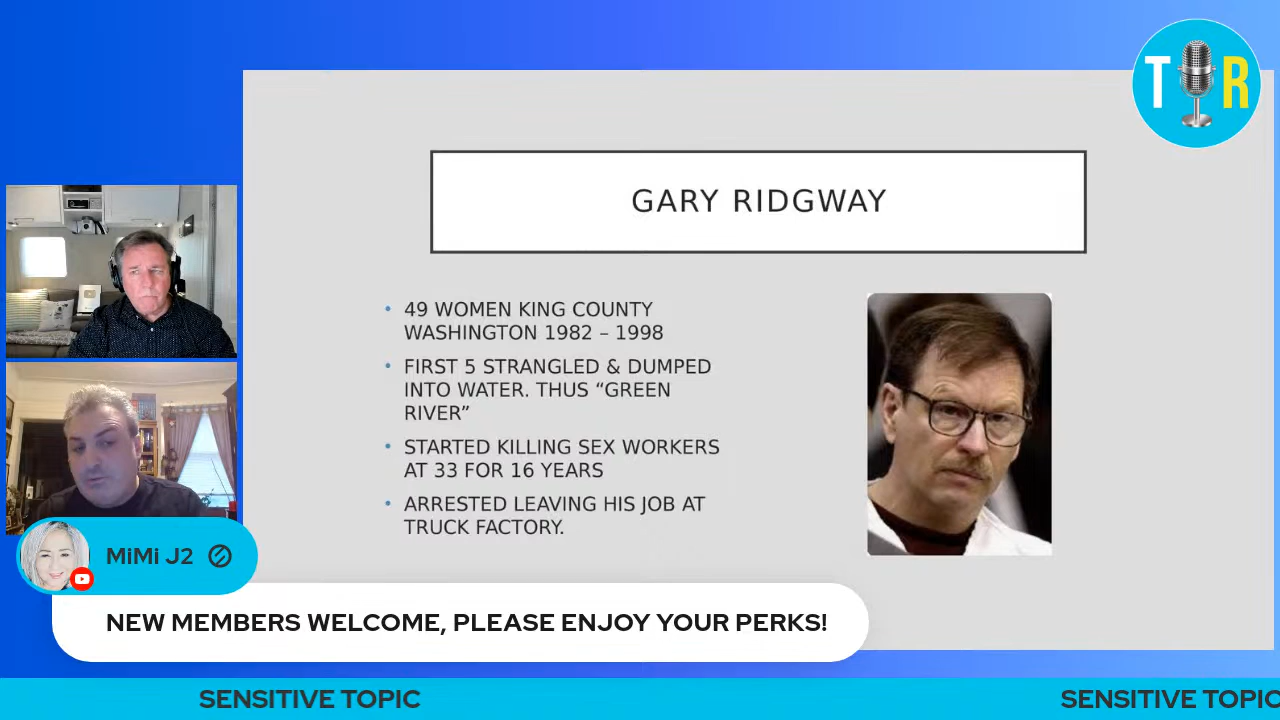 T R
GARY RIDGWAY
• 49 WOMEN KING COUNTY
WASHINGTON 1982 – 1998
• FIRST 5 STRANGLED & DUMPED
INTO WATER. THUS “GREEN
RIVER”
• STARTED KILLING SEX WORKERS
AT 33 FOR 16 YEARS
• ARRESTED LEAVING HIS JOB AT
TRUCK FACTORY.
MiMi J2
NEW MEMBERS WELCOME, PLEASE ENJOY YOUR PERKS!
SENSITIVE TOPIC SENSITIVE TOPIC